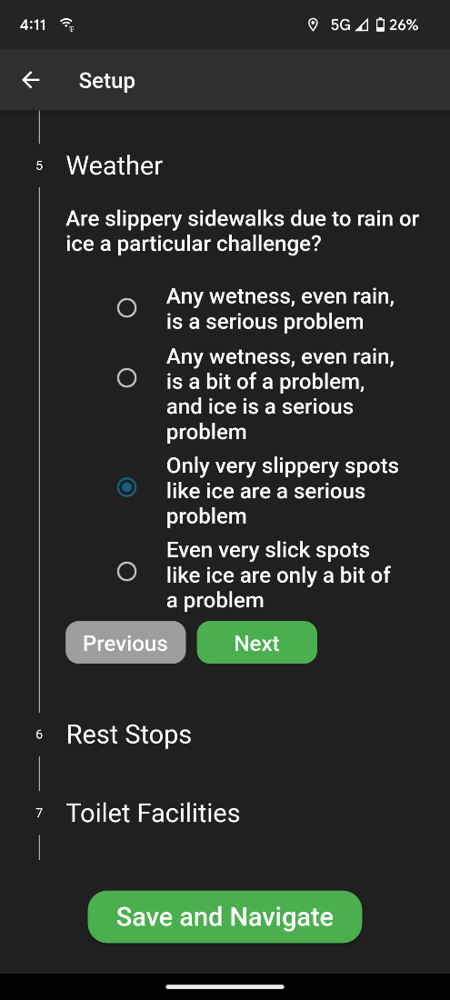 4:11
5G
26%
Setup
5
Weather
Are slippery sidewalks due to rain or
ice a particular challenge?
Any wetness, even rain,
is a serious problem
Any wetness, even rain,
is a bit of a problem,
and ice is a serious
problem
Only very slippery spots
like ice are a serious
problem
Even very slick spots
like ice are only a bit of
a problem
Previous
Next
6
Rest Stops
7
Toilet Facilities
Save and Navigate